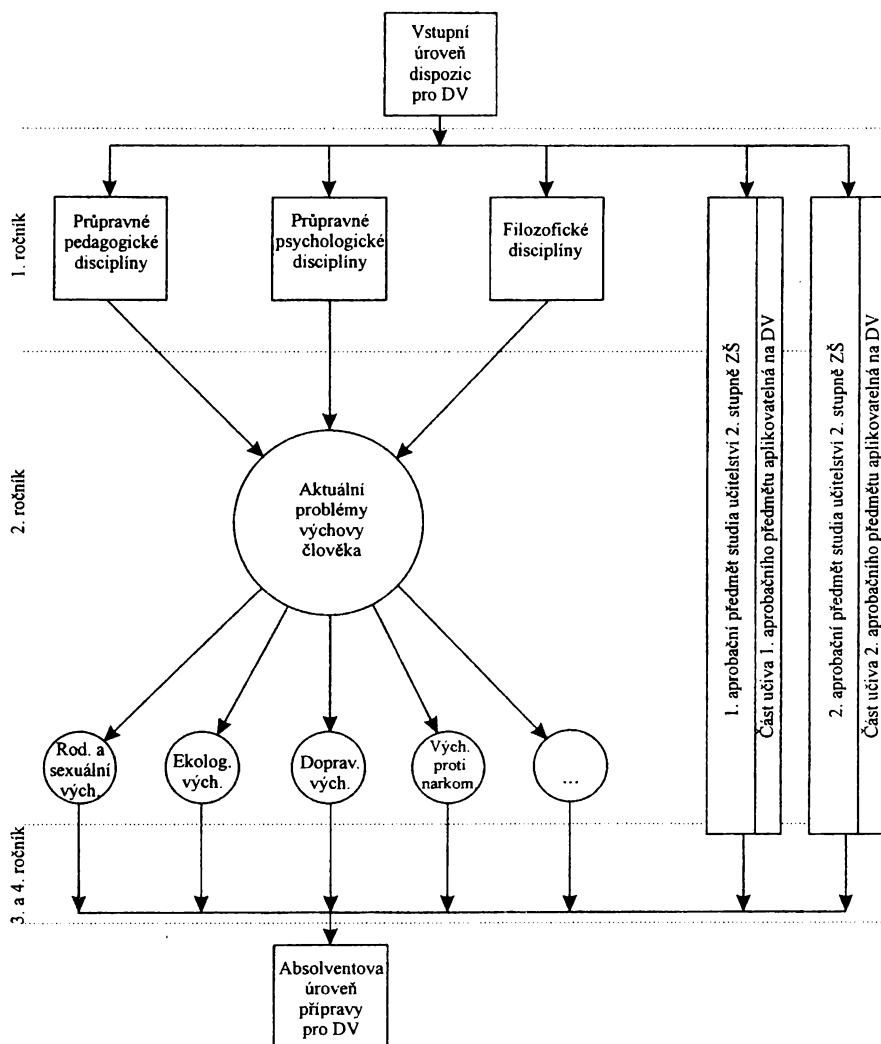 Vstupní
úroveň
dispozic
pro DV
1. ročník
Průpravné
pedagogické
disciplíny
Průpravné
psychologické
disciplíny
Filozofické
disciplíny
2. ročník
Aktuální
problémy
výchovy
člověka
1. aprobační předmět studia učitelství 2. stupně ZŠ
Část učiva 1. aprobačního předmětu aplikovatelná na DV
2. aprobační předmět studia učitelství 2. stupně ZŠ
Část učiva 2. aprobačního předmětu aplikovatelná na DV
Rod. a
sexuální
vých.
Ekolog.
vých.
Doprav.
vých.
Vých.
proti
narkom
...
3. a 4. ročník
Absolventova
úroveň
přípravy
pro DV